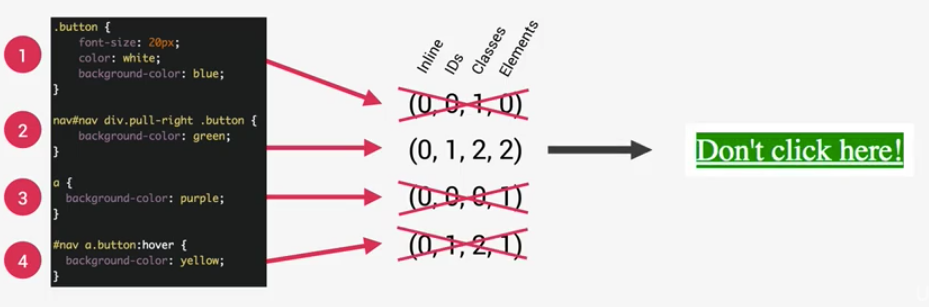 1
.button {
font-size: 20px;
color: white;
background-color: blue;
}
2
nav#nav div.pull-right .button {
background-color: green;
}
3
a {
background-color: purple;
}
4
#nav a.button:hover {
background-color: yellow;
}
Inline
IDs
Classes
Elements
(0, 0, 1, 0)
(0, 1, 2, 2)
(0, 0, 0, 1)
(0, 1, 2, 1)
Don't click here!